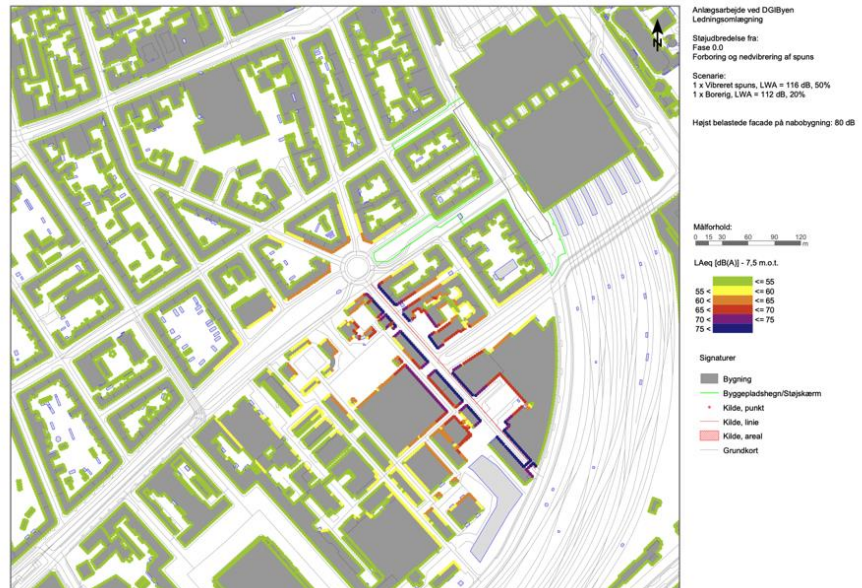 Anlægsarbejde ved DGIByen
Ledningsomlægning
Støjudbredelse fra:
Fase 0.0
Forboring og nedvibrering af spuns
Scenarie:
1 x Vibreret spuns, LWA = 116 dB, 50%
1 x Borerig, LWA = 112 dB, 20%
Højst belastede facade på nabobygning: 80 dB
N
Målforhold:
0 15 30 60 90 120
m
LAeq [dB(A)] - 7,5 m.o.t.
<= 55
55 < <= 60
60 < <= 65
65 < <= 70
70 < <= 75
75 <
Signaturer
Bygning
Byggepladshegn/Støjskærm
Kilde, punkt
Kilde, linie
Kilde, areal
Grundkort